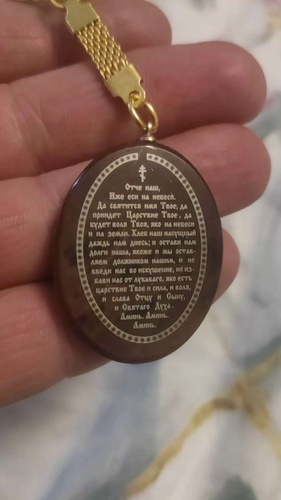 Отче наш,
Иже еси на небеси.
Да святится имя Твое, да
приидет Царствие Твое, да
будет воля Твоя, яко на небеси
и на земли. Хлеб наш насущный
даждь нам днесь; и остави нам
долги наша, якоже и мы остав-
ляем должником нашим, и не
введи нас во искушение, но из-
бави нас от лукаваго, яко есть
царствие Твое и сила, и воля,
и слава Отцу и Сыну,
и Святаго Духа.
Аминь. Аминь.
Аминь.